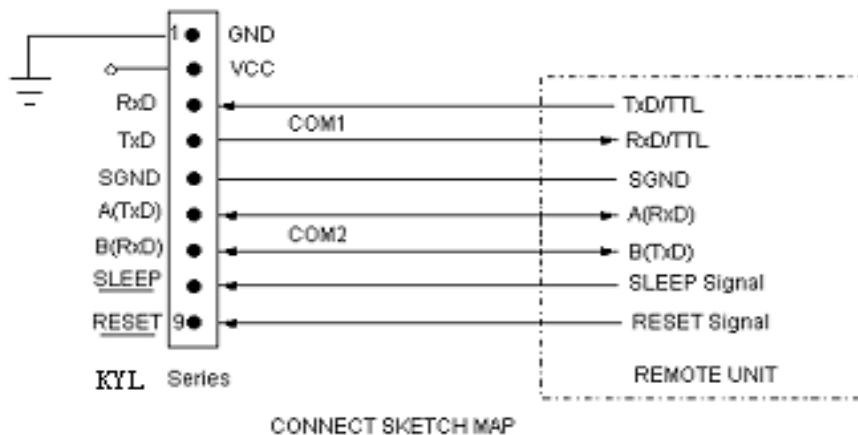 1 GND
VCC
RxD TxD/TTL
COM1
TxD RxD/TTL
SGND SGND
A(TxD) A(RxD)
COM2
B(RxD) B(TxD)
SLEEP SLEEP Signal
RESET 9 RESET Signal
KYL Series REMOTE UNIT
CONNECT SKETCH MAP